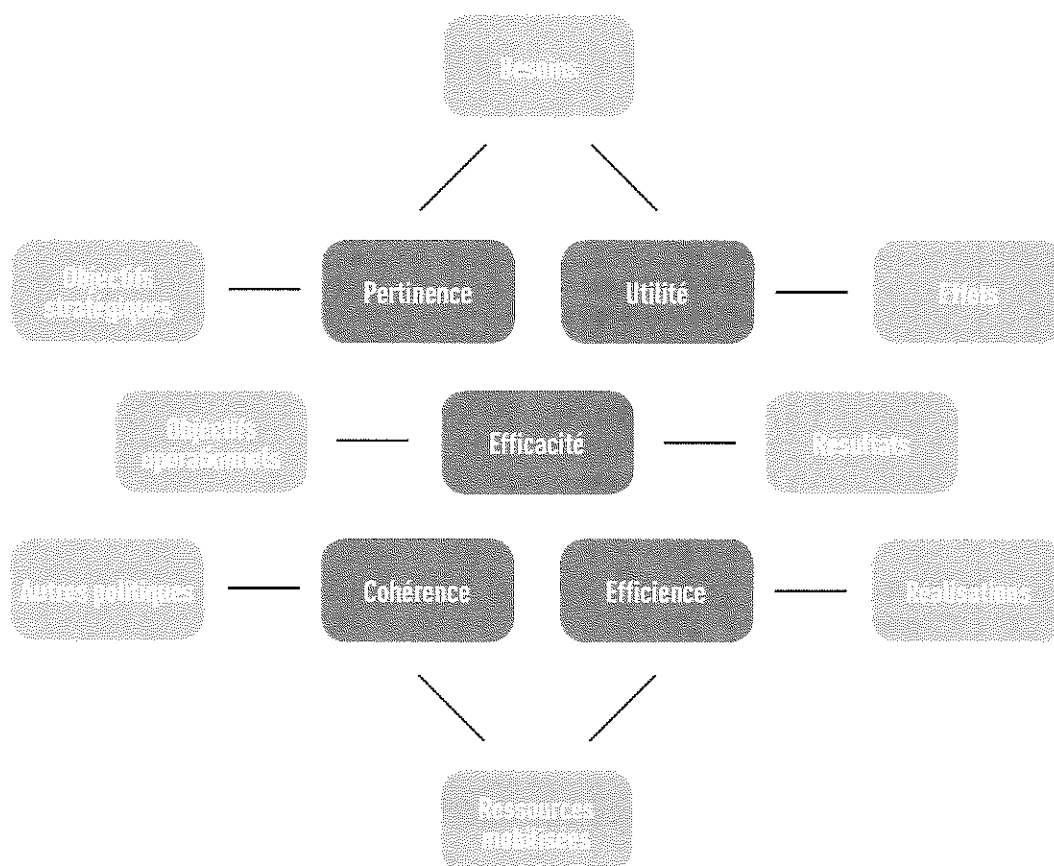 Besoins
Objectifs
stratégiques
Pertinence
Utilité
Effets
Objectifs
opérationnels
Efficacité
Résultats
Autres politiques
Cohérence
Efficience
Réalisations
Ressources
mobilisées